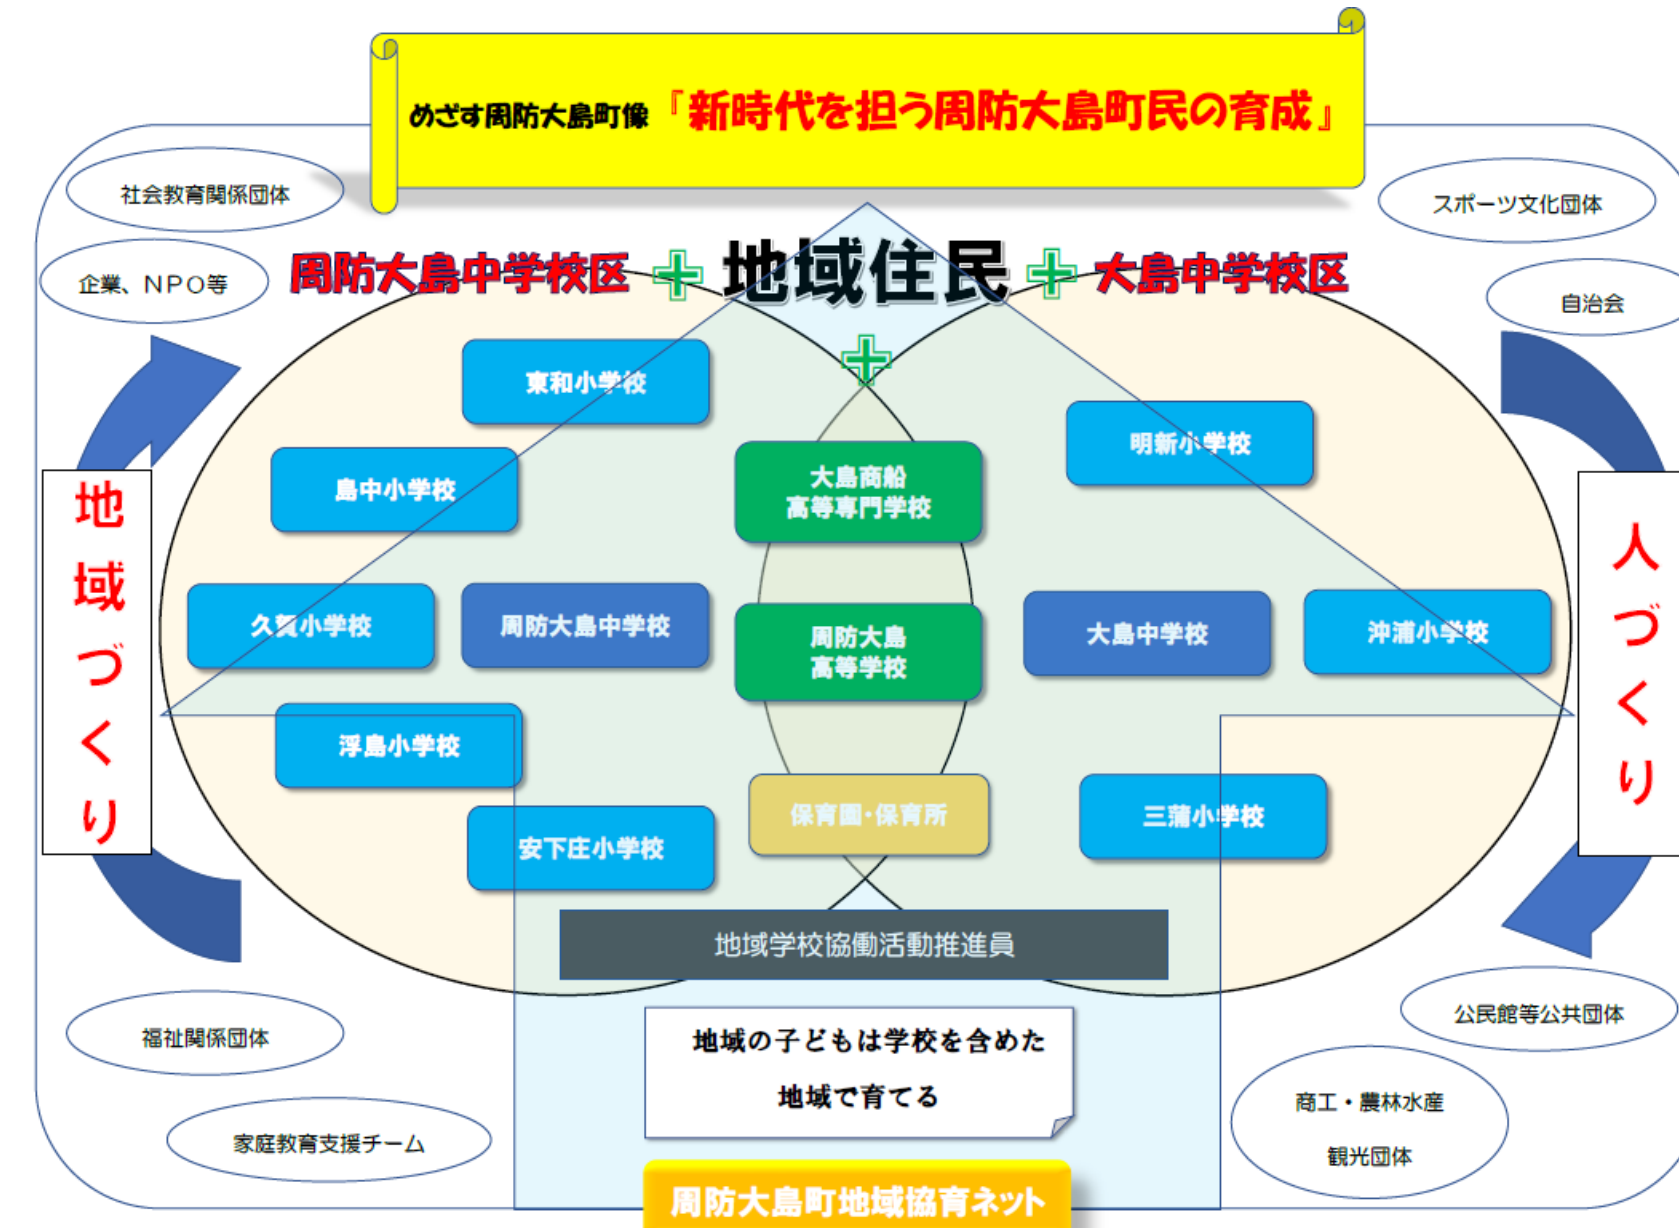 めざす周防大島町像『新時代を担う周防大島町民の育成』
社会教育関係団体
スポーツ文化団体
企業、NPO等
自治会
周防大島中学校区＋地域住民＋大島中学校区
＋
東和小学校
明新小学校
島中小学校
大島商船
高等専門学校
久賀小学校
周防大島中学校
周防大島
高等学校
大島中学校
沖浦小学校
浮島小学校
安下庄小学校
保育園・保育所
三蒲小学校
地域づくり
人づくり
地域学校協働活動推進員
地域の子どもは学校を含めた
地域で育てる
福祉関係団体
公民館等公共団体
家庭教育支援チーム
商工・農林水産
観光団体
周防大島町地域協育ネット